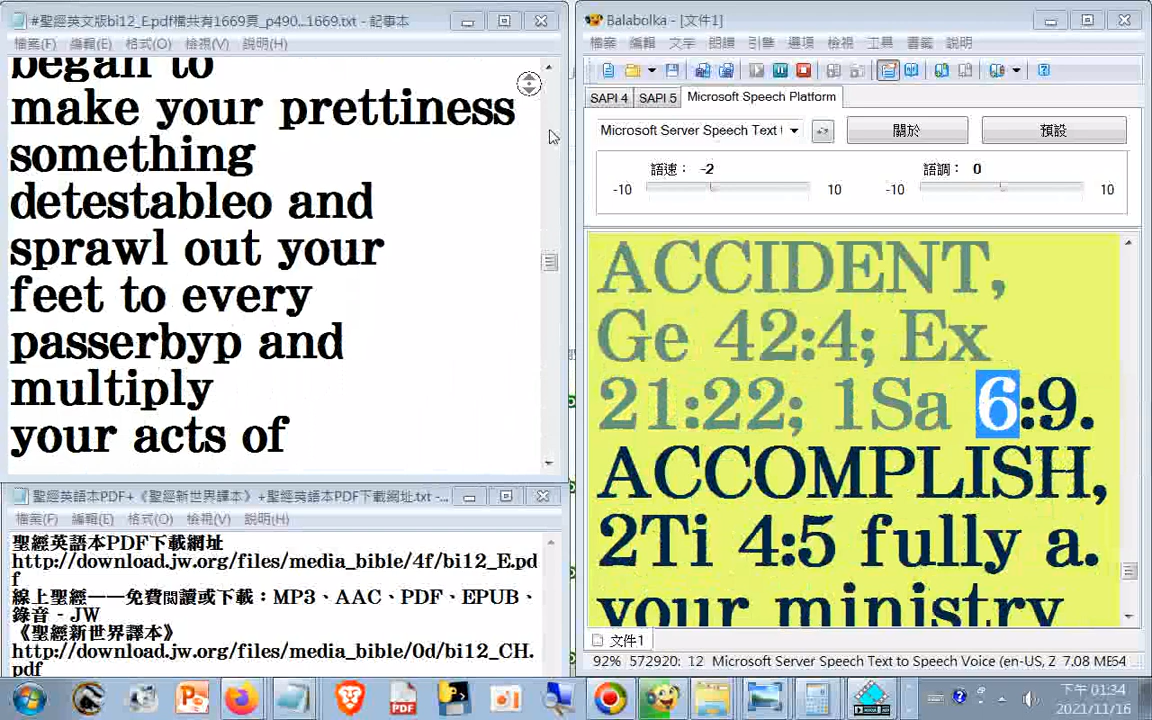 #聖經英文版bi12_E.pdf檔共有1669頁_p490...1669.txt - 記事本
檔案(F) 編輯(E) 格式(O) 檢視(V) 說明(H)
began to
make your prettiness
something
detestableo and
sprawl out your
feet to every
passerbyp and
multiply
your acts of
聖經英語本PDF+《聖經新世界譯本》+聖經英語本PDF下載網址.txt -...
檔案(F) 編輯(E) 格式(O) 檢視(V) 說明(H)
聖經英語本PDF下載網址
http://download.jw.org/files/media_bible/4f/bi12_E.pd
f
線上聖經——免費閱讀或下載：MP3、AAC、PDF、EPUB、
錄音 - JW
《聖經新世界譯本》
http://download.jw.org/files/media_bible/0d/bi12_CH.
pdf
Balabolka - [文件1]
檔案 編輯 文字 閱讀 引擎 選項 檢視 工具 書籤 說明
SAPI 4 SAPI 5 Microsoft Speech Platform
Microsoft Server Speech Text 關於 預設
語速： -2 語調： 0
-10 10 -10 10
ACCIDENT,
Ge 42:4; Ex
21:22; 1Sa 6:9.
ACCOMPLISH,
2Ti 4:5 fully a.
your ministry
文件1
92% 572920: 12 Microsoft Server Speech Text to Speech Voice (en-US, Z 7.08 ME54
下午 01:34
2021/11/16